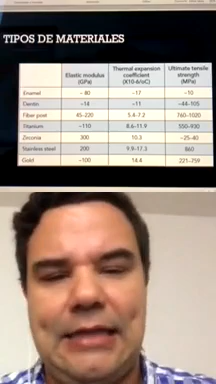 TIPOS DE MATERIALES
Elastic modulus (GPa) Thermal expansion coefficient (X10-6/oC) Ultimate tensile strength (MPa)
Enamel ~ 80 ~17 ~10
Dentin ~14 ~11 ~44-105
Fiber post 45-220 5.4-7.2 760-1020
Titanium ~110 8.6-11.9 550-930
Zirconia 300 10.3 ~25-40
Stainless steel 200 9.9-17.3 860
Gold ~100 14.4 221-759